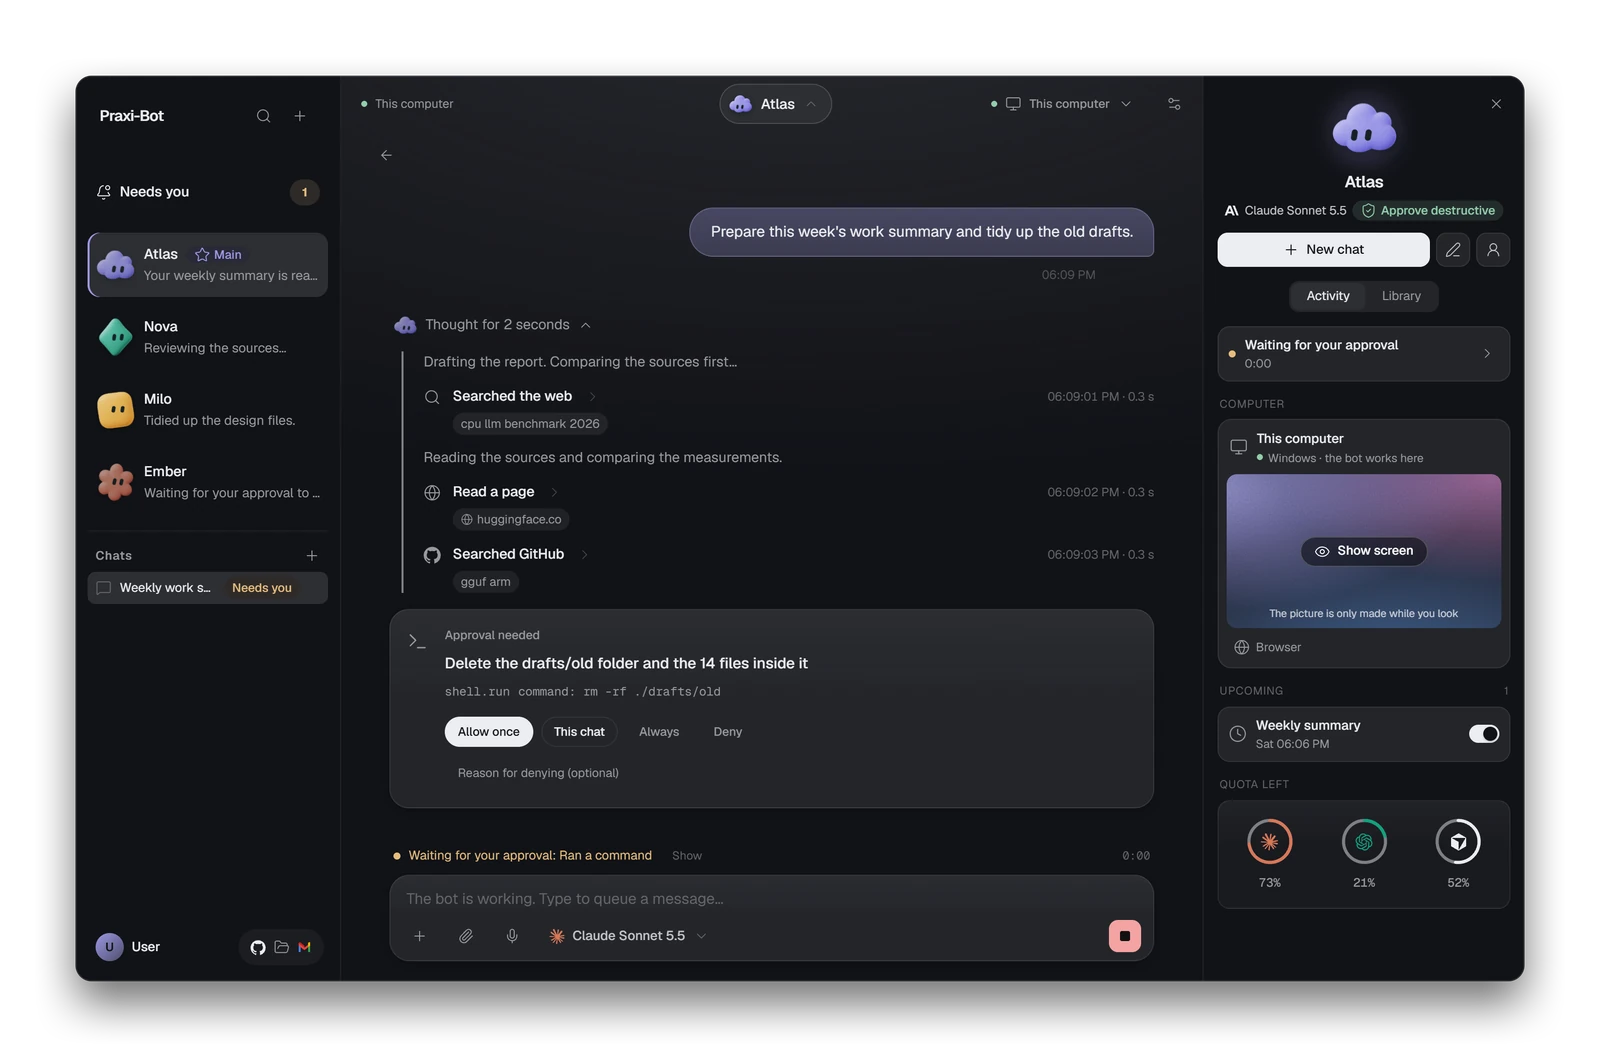 Praxi-Bot
Needs you
1
Atlas
Main
Your weekly summary is rea...
Nova
Reviewing the sources...
Milo
Tidied up the design files.
Ember
Waiting for your approval to ...
Chats
Weekly work s...
Needs you
U
User
This computer
Atlas
This computer
Prepare this week's work summary and tidy up the old drafts.
06:09 PM
Thought for 2 seconds
Drafting the report. Comparing the sources first...
Searched the web
06:09:01 PM · 0.3 s
cpu llm benchmark 2026
Reading the sources and comparing the measurements.
Read a page
06:09:02 PM · 0.3 s
huggingface.co
Searched GitHub
06:09:03 PM · 0.3 s
gguf arm
Approval needed
Delete the drafts/old folder and the 14 files inside it
shell.run command: rm -rf ./drafts/old
Allow once
This chat
Always
Deny
Reason for denying (optional)
Waiting for your approval: Ran a command
Show
0:00
The bot is working. Type to queue a message...
Claude Sonnet 5.5
Atlas
Claude Sonnet 5.5
Approve destructive
New chat
Activity
Library
Waiting for your approval
0:00
COMPUTER
This computer
Windows · the bot works here
Show screen
The picture is only made while you look
Browser
UPCOMING
1
Weekly summary
Sat 06:06 PM
QUOTA LEFT
73%
21%
52%